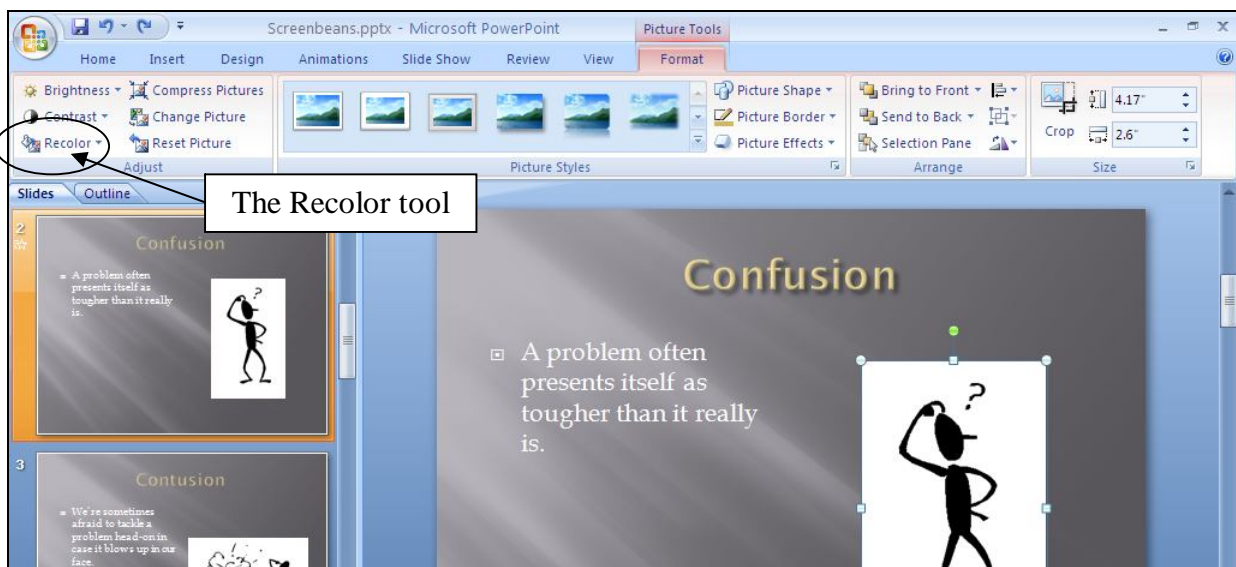 Screenbeans.pptx - Microsoft PowerPoint
Picture Tools
Home Insert Design Animations Slide Show Review View Format
Brightness Compress Pictures
Contrast Change Picture
Recolor Reset Picture
Adjust
Picture Styles
Picture Shape
Picture Border
Picture Effects
Bring to Front
Send to Back
Selection Pane
Arrange
Crop
4.17"
2.6"
Size
The Recolor tool
Slides Outline
2
Confusion
A problem often
presents itself as
tougher than it really
is.
?
3
Confusion
We're sometimes
afraid to tackle a
problem head-on in
case it blows up in our
face.
Confusion
A problem often
presents itself as
tougher than it really
is.
?